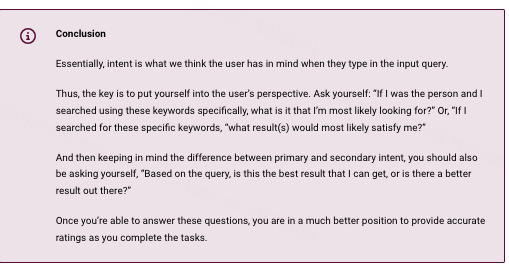 Conclusion
Essentially, intent is what we think the user has in mind when they type in the input query.
Thus, the key is to put yourself into the user's perspective. Ask yourself: "If I was the person and I
searched using these keywords specifically, what is it that I'm most likely looking for?" Or, "If I
searched for these specific keywords, "what result(s) would most likely satisfy me?"
And then keeping in mind the difference between primary and secondary intent, you should also
be asking yourself, "Based on the query, is this the best result that I can get, or is there a better
result out there?"
Once you're able to answer these questions, you are in a much better position to provide accurate
ratings as you complete the tasks.